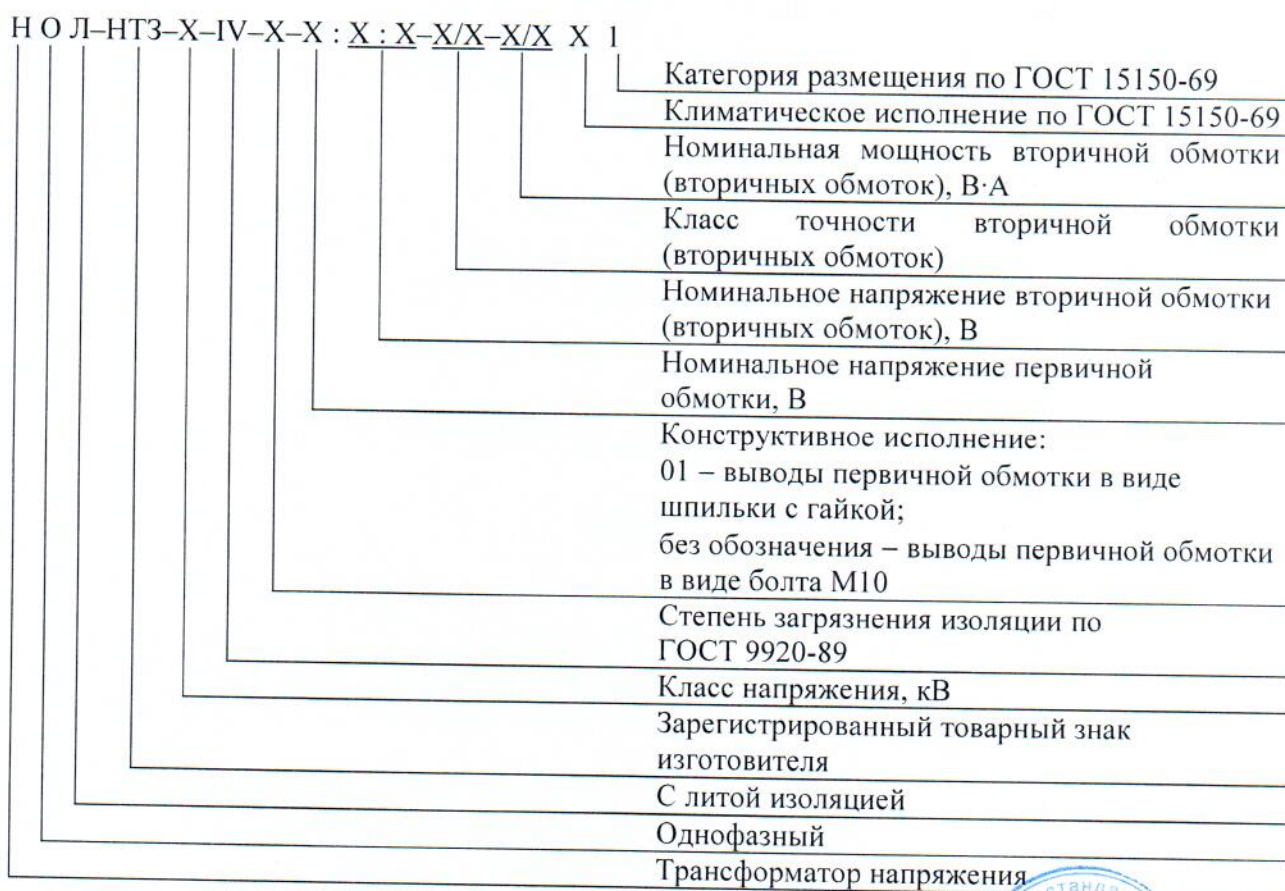 Н О Л–НТЗ–Х–IV–Х–Х : Х : Х–Х/Х–Х/Х Х 1
Категория размещения по ГОСТ 15150-69
Климатическое исполнение по ГОСТ 15150-69
Номинальная мощность вторичной обмотки
(вторичных обмоток), В·А
Класс точности вторичной обмотки
(вторичных обмоток)
Номинальное напряжение вторичной обмотки
(вторичных обмоток), В
Номинальное напряжение первичной
обмотки, В
Конструктивное исполнение:
01 – выводы первичной обмотки в виде
шпильки с гайкой;
без обозначения – выводы первичной обмотки
в виде болта М10
Степень загрязнения изоляции по
ГОСТ 9920-89
Класс напряжения, кВ
Зарегистрированный товарный знак
изготовителя
С литой изоляцией
Однофазный
Трансформатор напряжения